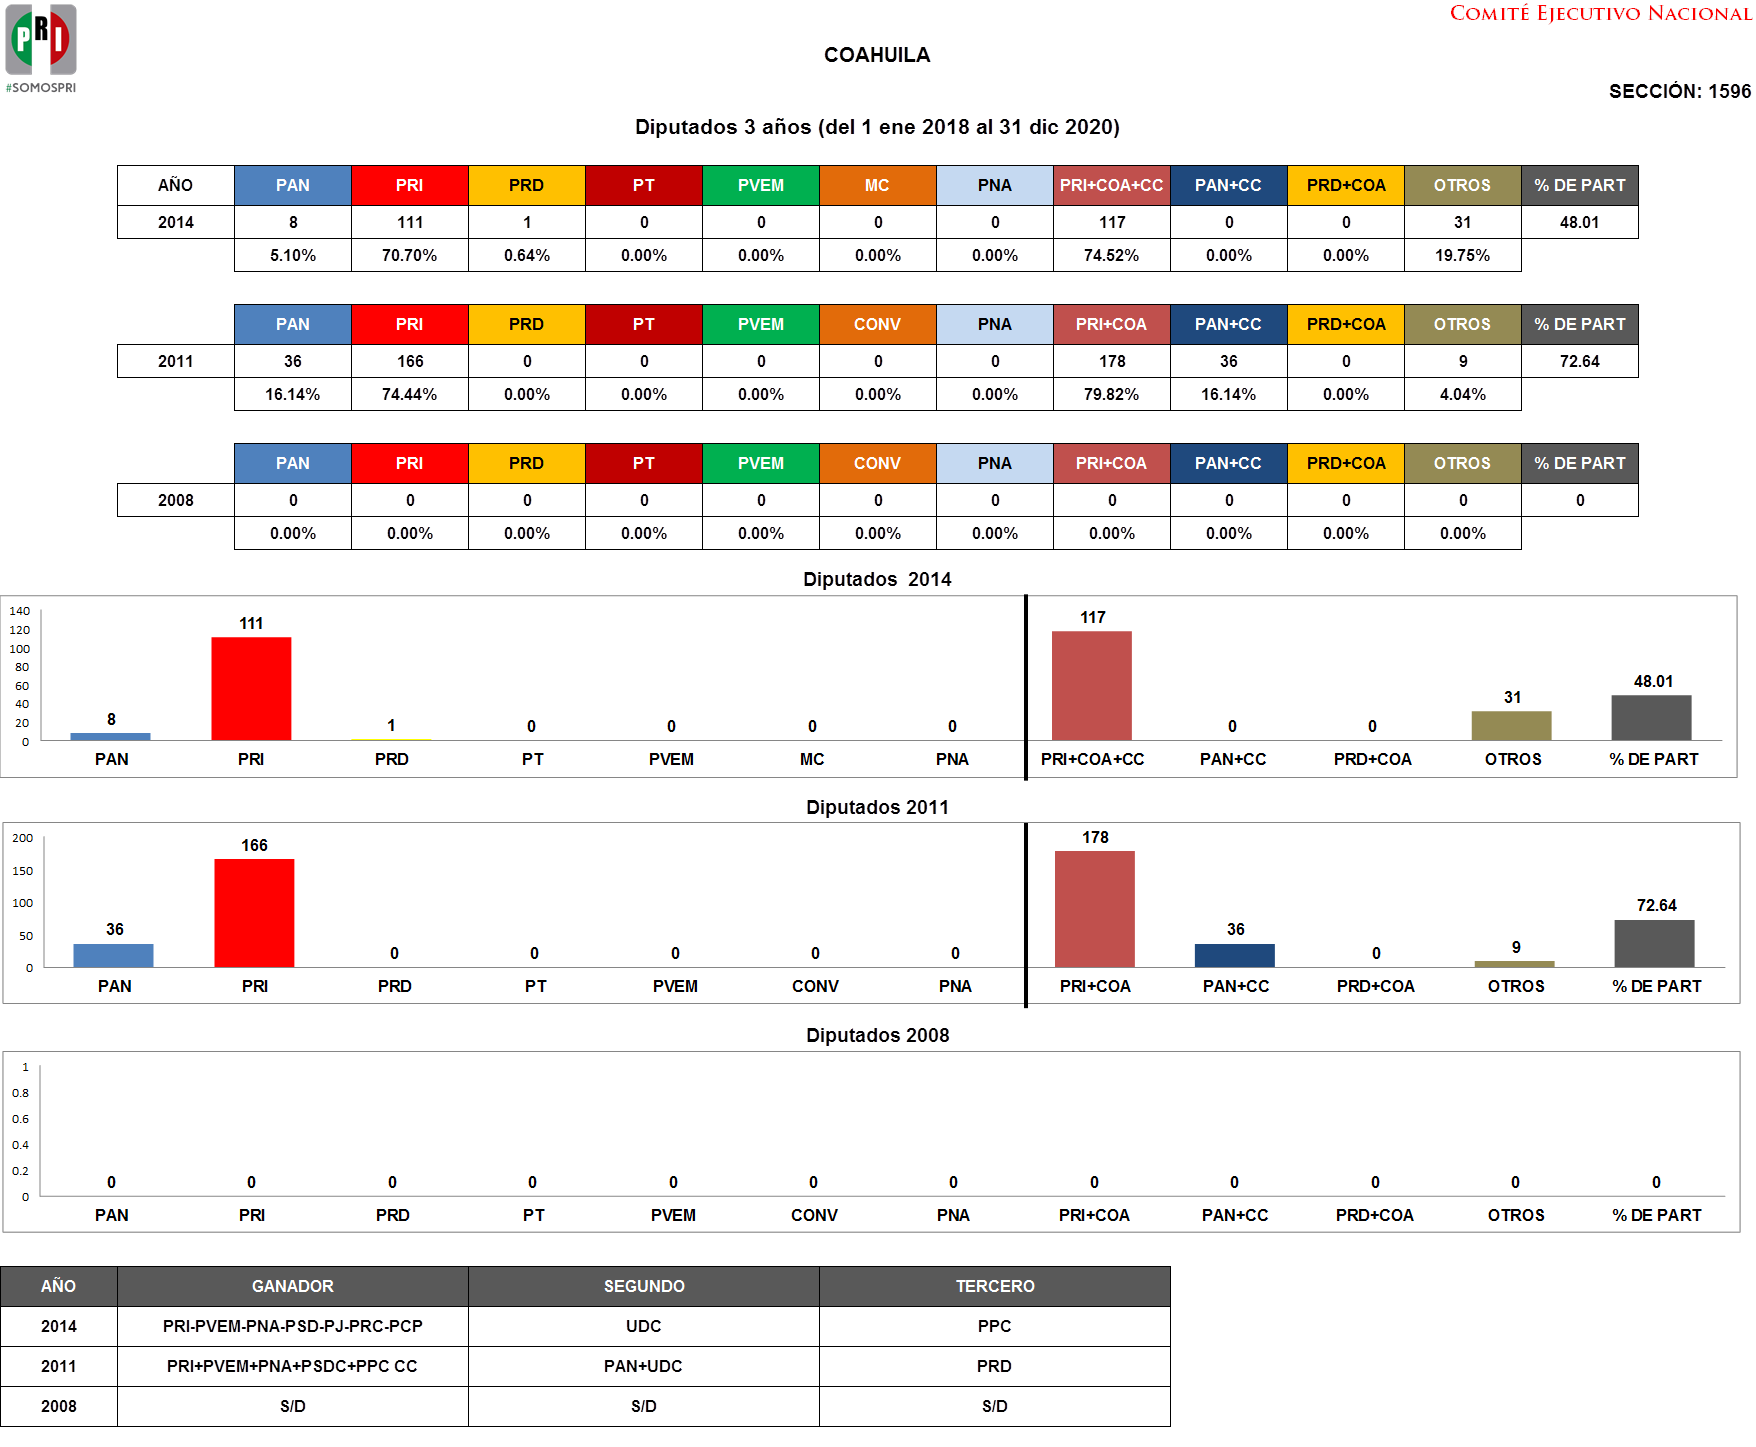 PRI
#SOMOSPRI
COMITÉ EJECUTIVO NACIONAL
COAHUILA
SECCIÓN: 1596
Diputados 3 años (del 1 ene 2018 al 31 dic 2020)
AÑO PAN PRI PRD PT PVEM MC PNA PRI+COA+CC PAN+CC PRD+COA OTROS % DE PART
2014 8 111 1 0 0 0 0 117 0 0 31 48.01
5.10% 70.70% 0.64% 0.00% 0.00% 0.00% 0.00% 74.52% 0.00% 0.00% 19.75%
PAN PRI PRD PT PVEM CONV PNA PRI+COA PAN+CC PRD+COA OTROS % DE PART
2011 36 166 0 0 0 0 0 178 36 0 9 72.64
16.14% 74.44% 0.00% 0.00% 0.00% 0.00% 0.00% 79.82% 16.14% 0.00% 4.04%
PAN PRI PRD PT PVEM CONV PNA PRI+COA PAN+CC PRD+COA OTROS % DE PART
2008 0 0 0 0 0 0 0 0 0 0 0 0
0.00% 0.00% 0.00% 0.00% 0.00% 0.00% 0.00% 0.00% 0.00% 0.00% 0.00%
Diputados 2014
140
120
100
80
60
40
20
0
8 111 1 0 0 0 0 117 0 0 31 48.01
PAN PRI PRD PT PVEM MC PNA PRI+COA+CC PAN+CC PRD+COA OTROS % DE PART
Diputados 2011
200
150
100
50
0
36 166 0 0 0 0 0 178 36 0 9 72.64
PAN PRI PRD PT PVEM CONV PNA PRI+COA PAN+CC PRD+COA OTROS % DE PART
Diputados 2008
1
0.8
0.6
0.4
0.2
0
0 0 0 0 0 0 0 0 0 0 0 0
PAN PRI PRD PT PVEM CONV PNA PRI+COA PAN+CC PRD+COA OTROS % DE PART
AÑO GANADOR SEGUNDO TERCERO
2014 PRI-PVEM-PNA-PSD-PJ-PRC-PCP UDC PPC
2011 PRI+PVEM+PNA+PSDC+PPC CC PAN+UDC PRD
2008 S/D S/D S/D